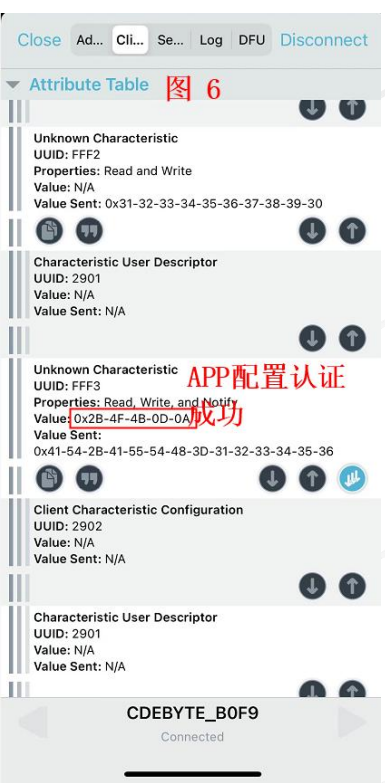 Close Ad... Cli... Se... Log DFU Disconnect
Attribute Table 图 6
Unknown Characteristic
UUID: FFF2
Properties: Read and Write
Value: N/A
Value Sent: 0x31-32-33-34-35-36-37-38-39-30
Characteristic User Descriptor
UUID: 2901
Value: N/A
Value Sent: N/A
Unknown Characteristic
APP配置认证
UUID: FFF3
Properties: Read, Write, and Notify
Value: 0x2B-4F-4B-0D-0A 成功
Value Sent:
0x41-54-2B-41-55-54-48-3D-31-32-33-34-35-36
Client Characteristic Configuration
UUID: 2902
Value: N/A
Value Sent: N/A
Characteristic User Descriptor
UUID: 2901
Value: N/A
Value Sent: N/A
CDEBYTE_B0F9
Connected